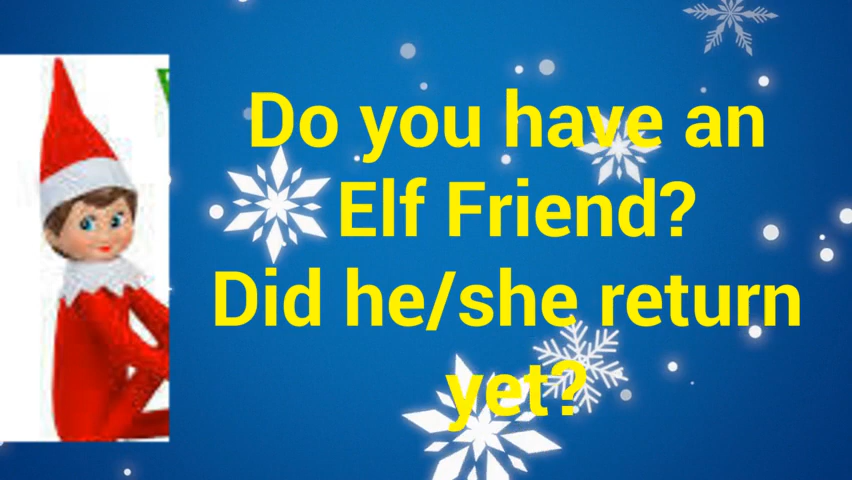 Do you have an
Elf Friend?
Did he/she return
yet?